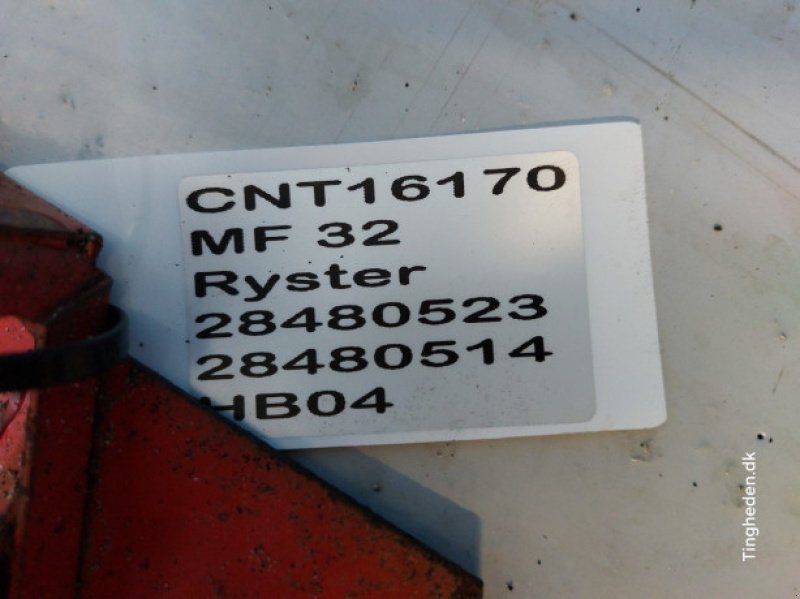 CNT16170
MF 32
Ryster
28480523
28480514
HB04
Tingheden.dk